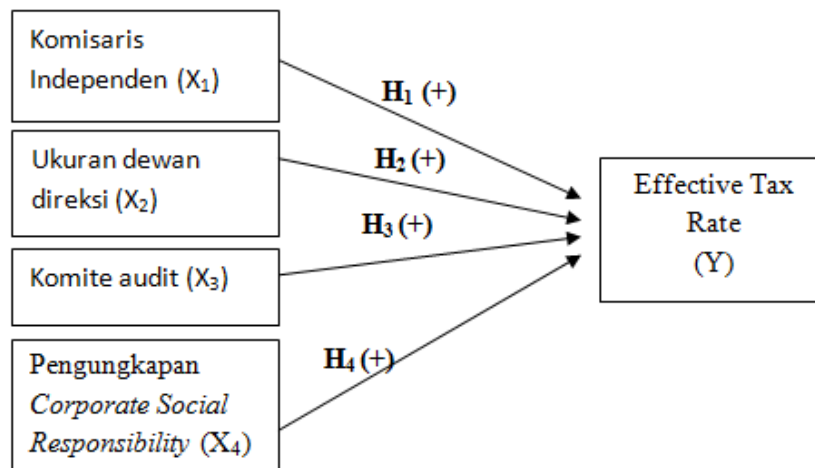 Komisaris
Independen (X₁)
H₁ (+)
Ukuran dewan
direksi (X₂)
H₂ (+)
Komite audit (X₃)
H₃ (+)
Pengungkapan
Corporate Social
Responsibility (X₄)
H₄ (+)
Effective Tax
Rate
(Y)